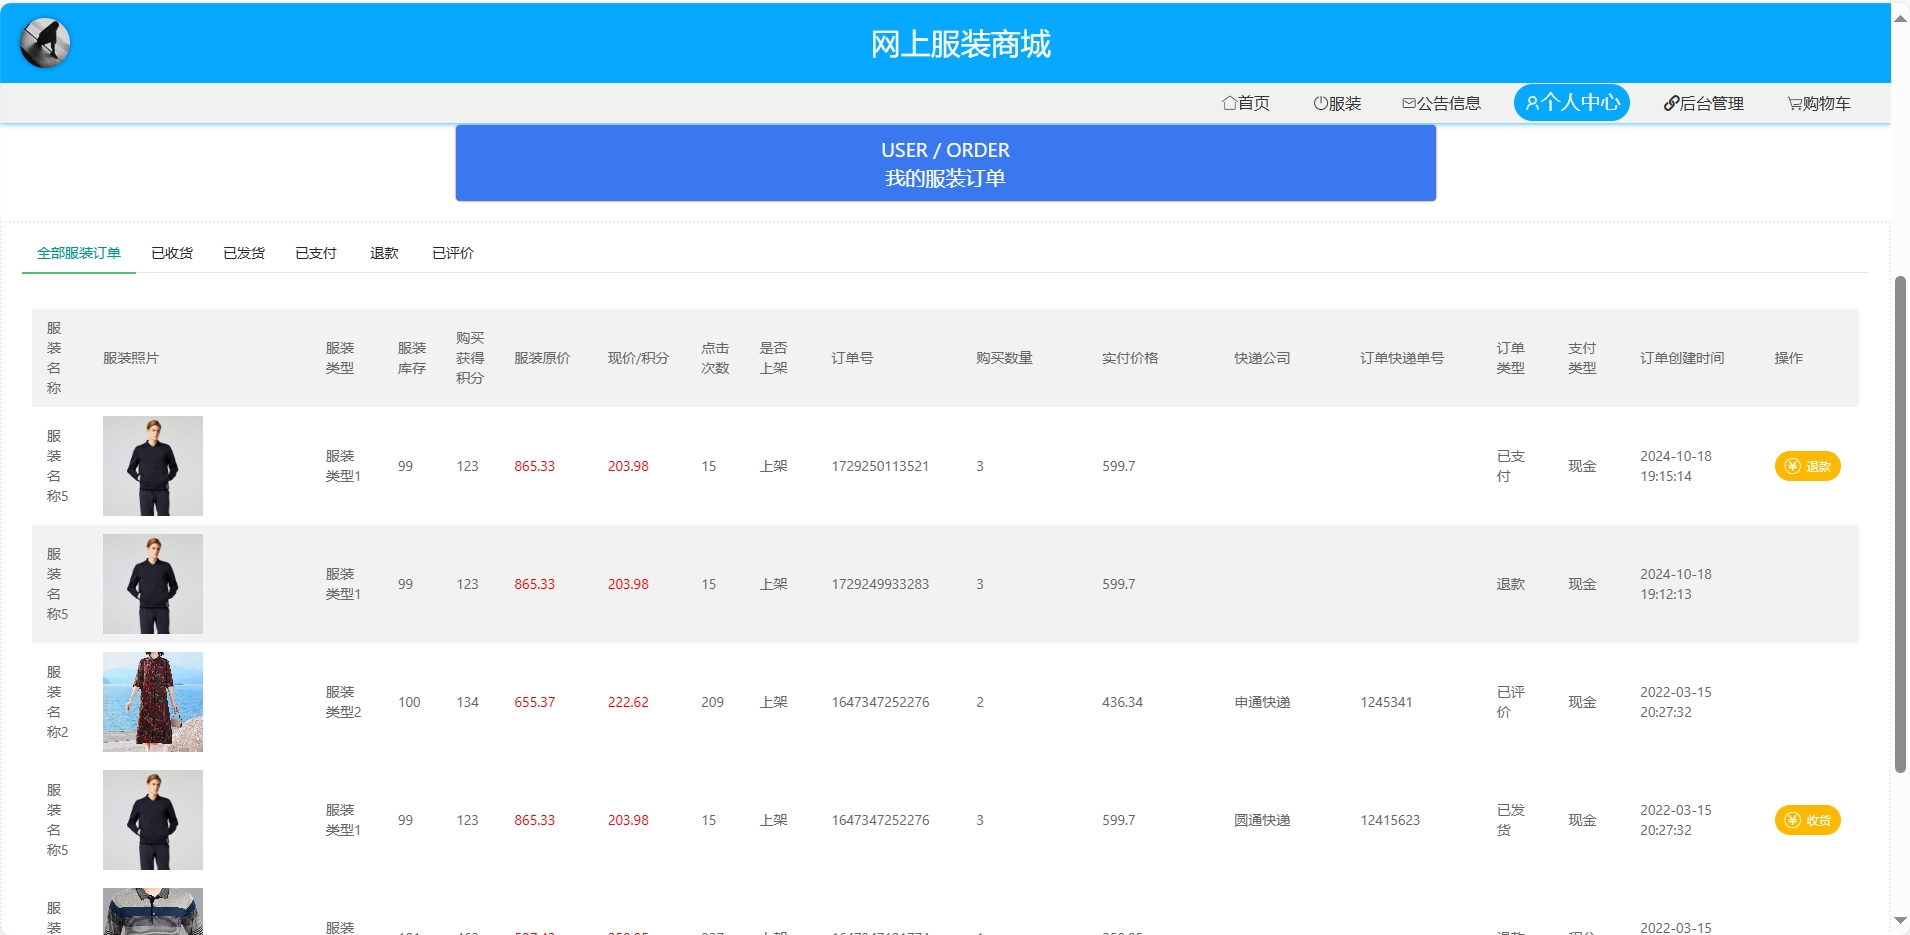 网上服装商城
首页 服装 公告信息 个人中心 后台管理 购物车
USER / ORDER
我的服装订单
全部服装订单 已收货 已发货 已支付 退款 已评价
服装名称 服装照片 服装类型 服装库存 购买获得积分 服装原价 现价/积分 点击次数 是否上架 订单号 购买数量 实付价格 快递公司 订单快递单号 订单类型 支付类型 订单创建时间 操作
服装名称5 服装类型1 99 123 865.33 203.98 15 上架 1729250113521 3 599.7 已支付 现金 2024-10-18 19:15:14 退款
服装名称5 服装类型1 99 123 865.33 203.98 15 上架 1729249933283 3 599.7 退款 现金 2024-10-18 19:12:13
服装名称2 服装类型2 100 134 655.37 222.62 209 上架 1647347252276 2 436.34 申通快递 1245341 已评价 现金 2022-03-15 20:27:32
服装名称5 服装类型1 99 123 865.33 203.98 15 上架 1647347252276 3 599.7 圆通快递 12415623 已发货 现金 2022-03-15 20:27:32 收货
服装 服装 2022-03-15